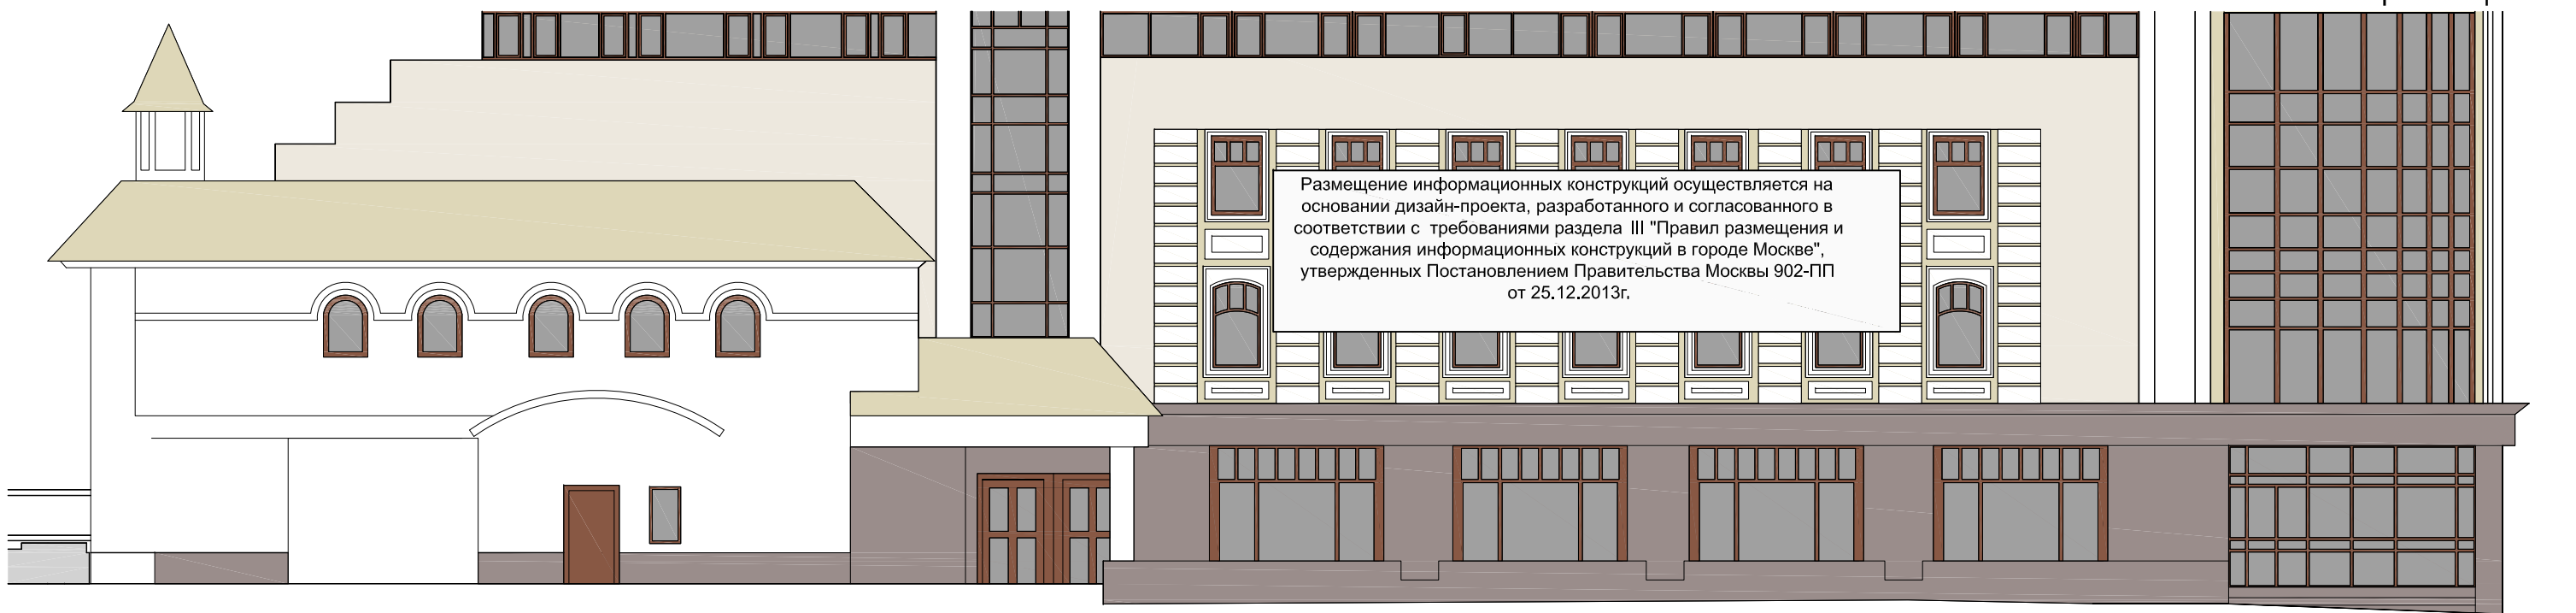 Размещение информационных конструкций осуществляется на
основании дизайн-проекта, разработанного и согласованного в
соответствии с требованиями раздела III "Правил размещения и
содержания информационных конструкций в городе Москве",
утвержденных Постановлением Правительства Москвы 902-ПП
от 25.12.2013г.